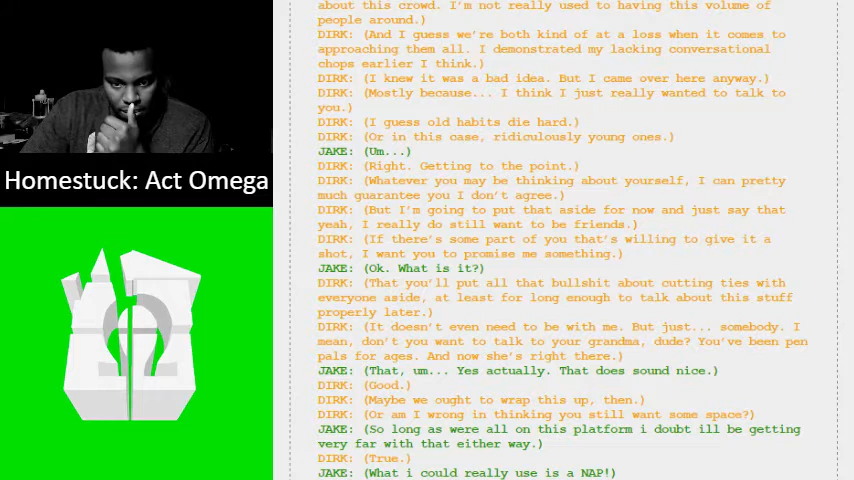 about this crowd. I'm not really used to having this volume of
people around.)
DIRK: (And I guess we're both kind of at a loss when it comes to
approaching them all. I demonstrated my lacking conversational
chops earlier I think.)
DIRK: (I knew it was a bad idea. But I came over here anyway.)
DIRK: (Mostly because... I think I just really wanted to talk to
you.)
DIRK: (I guess old habits die hard.)
DIRK: (Or in this case, ridiculously young ones.)
JAKE: (Um...)
DIRK: (Right. Getting to the point.)
DIRK: (Whatever you may be thinking about yourself, I can pretty
much guarantee you I don't agree.)
DIRK: (But I'm going to put that aside for now and just say that
yeah, I really do still want to be friends.)
DIRK: (If there's some part of you that's willing to give it a
shot, I want you to promise me something.)
JAKE: (Ok. What is it?)
DIRK: (That you'll put all that bullshit about cutting ties with
everyone aside, at least for long enough to talk about this stuff
properly later.)
DIRK: (It doesn't even need to be with me. But just... somebody. I
mean, don't you want to talk to your grandma, dude? You've been pen
pals for ages. And now she's right there.)
JAKE: (That, um... Yes actually. That does sound nice.)
DIRK: (Good.)
DIRK: (Maybe we ought to wrap this up, then.)
DIRK: (Or am I wrong in thinking you still want some space?)
JAKE: (So long as were all on this platform i doubt ill be getting
very far with that either way.)
DIRK: (True.)
JAKE: (What i could really use is a NAP!)
Homestuck: Act Omega
Ω